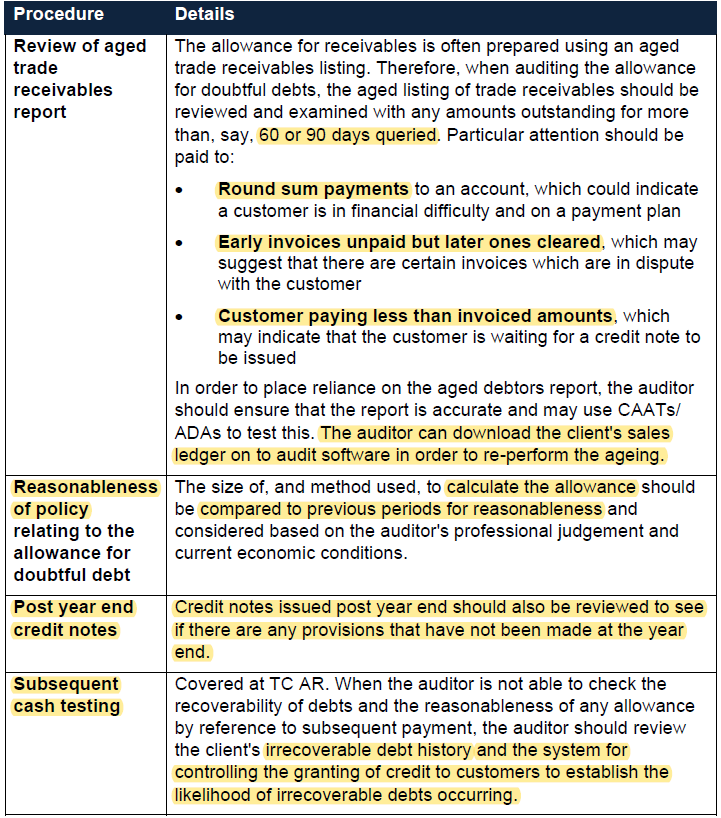 Procedure
Details
Review of aged
trade
receivables
report
The allowance for receivables is often prepared using an aged
trade receivables listing. Therefore, when auditing the allowance
for doubtful debts, the aged listing of trade receivables should be
reviewed and examined with any amounts outstanding for more
than, say, 60 or 90 days queried. Particular attention should be
paid to:
• Round sum payments to an account, which could indicate
a customer is in financial difficulty and on a payment plan
• Early invoices unpaid but later ones cleared, which may
suggest that there are certain invoices which are in dispute
with the customer
• Customer paying less than invoiced amounts, which
may indicate that the customer is waiting for a credit note to
be issued
In order to place reliance on the aged debtors report, the auditor
should ensure that the report is accurate and may use CAATs/
ADAs to test this. The auditor can download the client's sales
ledger on to audit software in order to re-perform the ageing.
Reasonableness
of policy
relating to the
allowance for
doubtful debt
The size of, and method used, to calculate the allowance should
be compared to previous periods for reasonableness and
considered based on the auditor's professional judgement and
current economic conditions.
Post year end
credit notes
Credit notes issued post year end should also be reviewed to see
if there are any provisions that have not been made at the year
end.
Subsequent
cash testing
Covered at TC AR. When the auditor is not able to check the
recoverability of debts and the reasonableness of any allowance
by reference to subsequent payment, the auditor should review
the client's irrecoverable debt history and the system for
controlling the granting of credit to customers to establish the
likelihood of irrecoverable debts occurring.